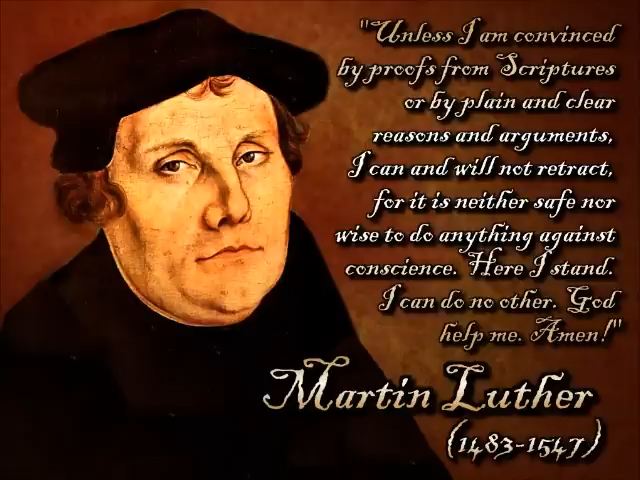 "Unless I am convinced
by proofs from Scriptures
or by plain and clear
reasons and arguments,
I can and will not retract,
for it is neither safe nor
wise to do anything against
conscience. Here I stand.
I can do no other. God
help me. Amen!"
Martin Luther
(1483-1547)